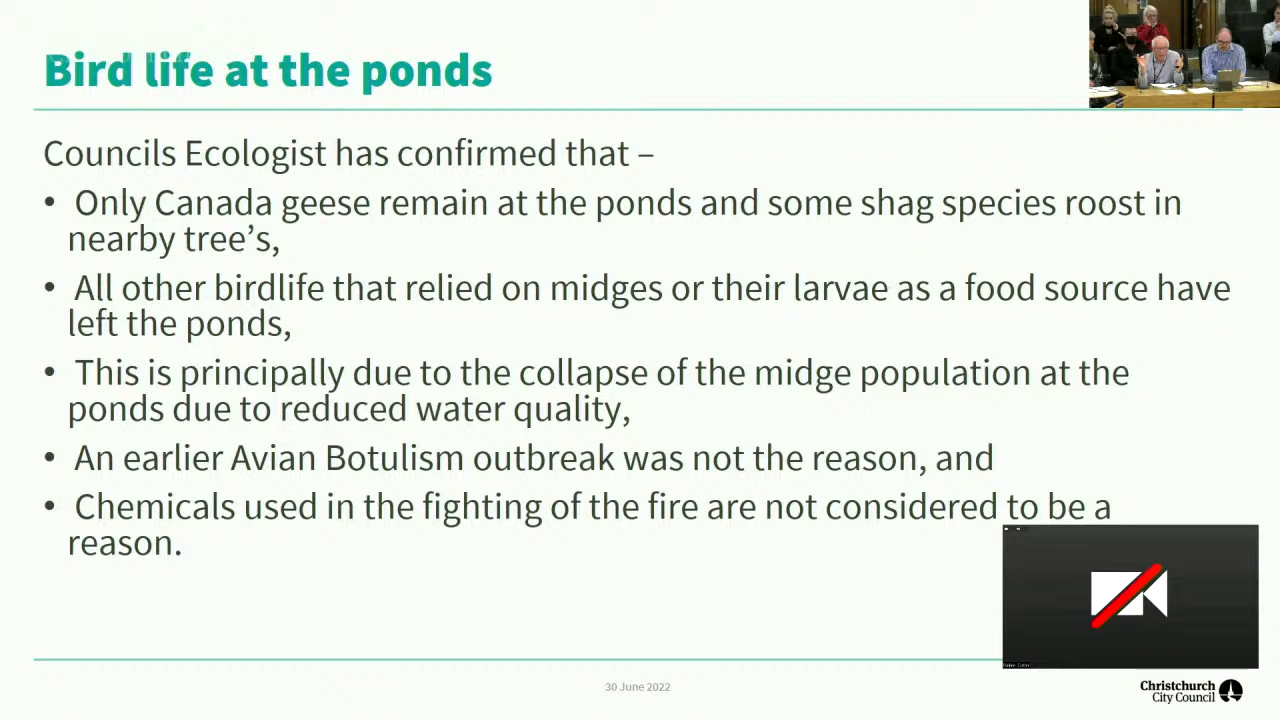 Bird life at the ponds
Councils Ecologist has confirmed that –
• Only Canada geese remain at the ponds and some shag species roost in
nearby tree’s,
• All other birdlife that relied on midges or their larvae as a food source have
left the ponds,
• This is principally due to the collapse of the midge population at the
ponds due to reduced water quality,
• An earlier Avian Botulism outbreak was not the reason, and
• Chemicals used in the fighting of the fire are not considered to be a
reason.
30 June 2022
Christchurch
City Council